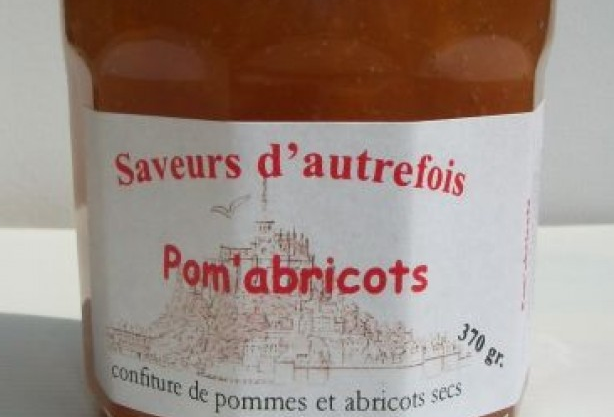 Saveurs d'autrefois
Pom'abricots
370 gr.
confiture de pommes et abricots secs